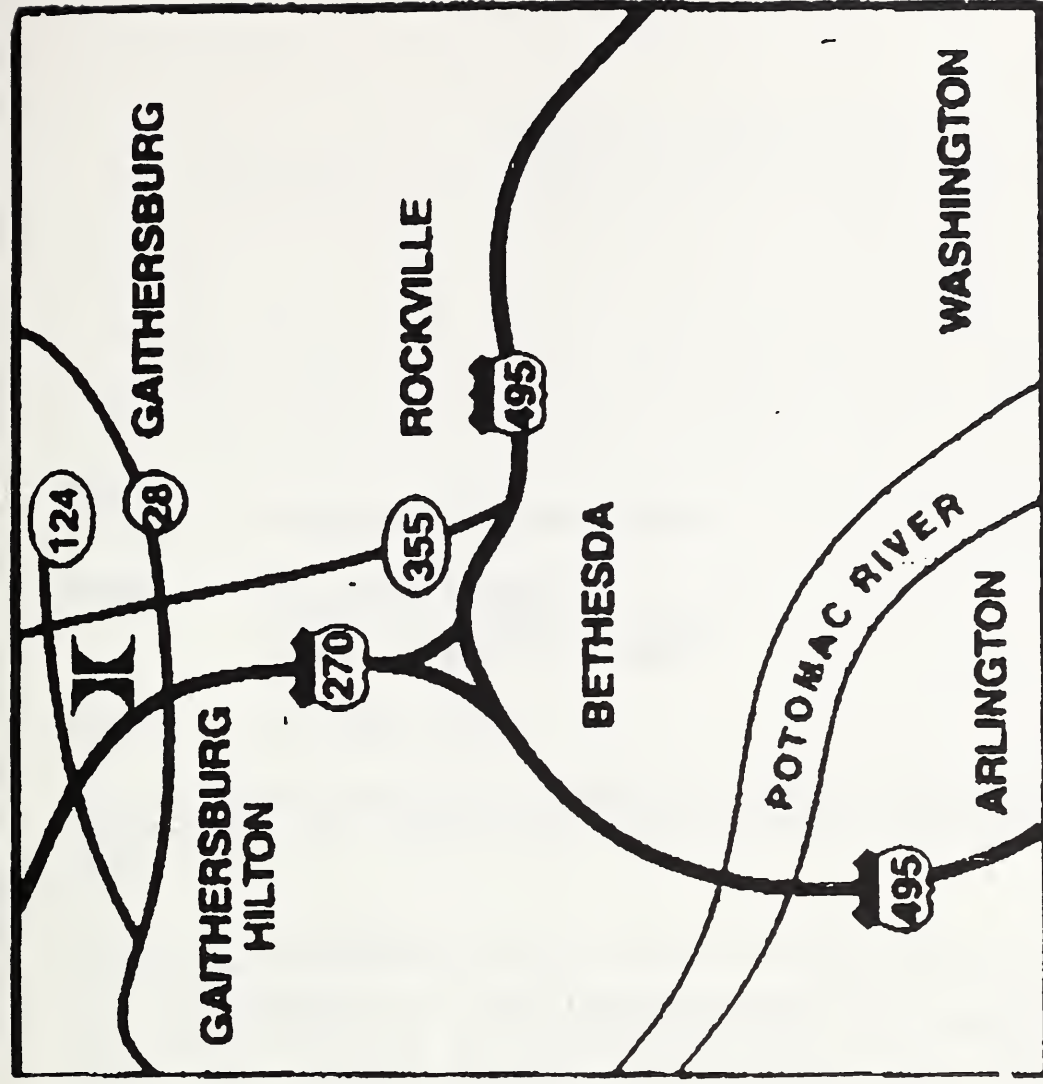 124
28
GAITHERSBURG
GAITHERSBURG
HILTON
270
355
ROCKVILLE
495
BETHESDA
POTOMAC RIVER
495
WASHINGTON
ARLINGTON